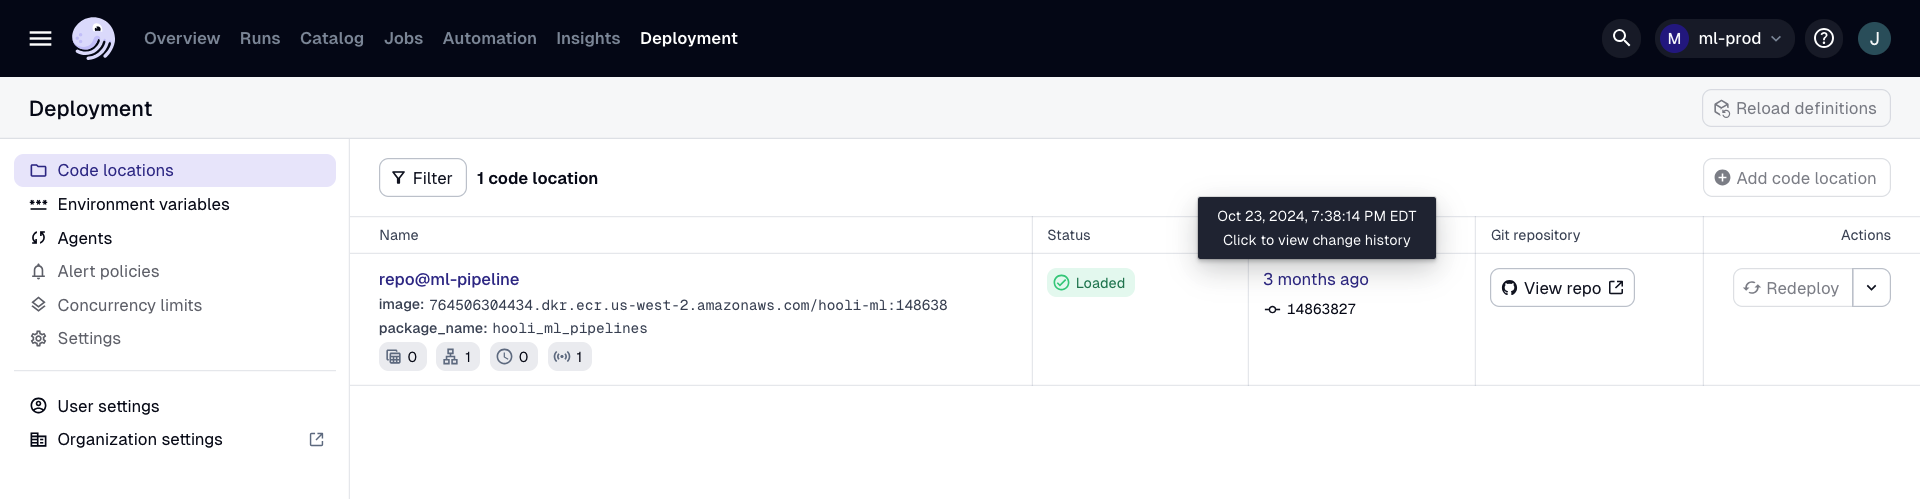 Overview Runs Catalog Jobs Automation Insights Deployment M ml-prod J
Deployment Reload definitions
Code locations
Environment variables
Agents
Alert policies
Concurrency limits
Settings
User settings
Organization settings
Filter 1 code location Add code location
Oct 23, 2024, 7:38:14 PM EDT
Click to view change history
Name Status Git repository Actions
repo@ml-pipeline Loaded 3 months ago View repo Redeploy
image: 764506304434.dkr.ecr.us-west-2.amazonaws.com/hooli-ml:148638
14863827
package_name: hooli_ml_pipelines
0 1 0 1